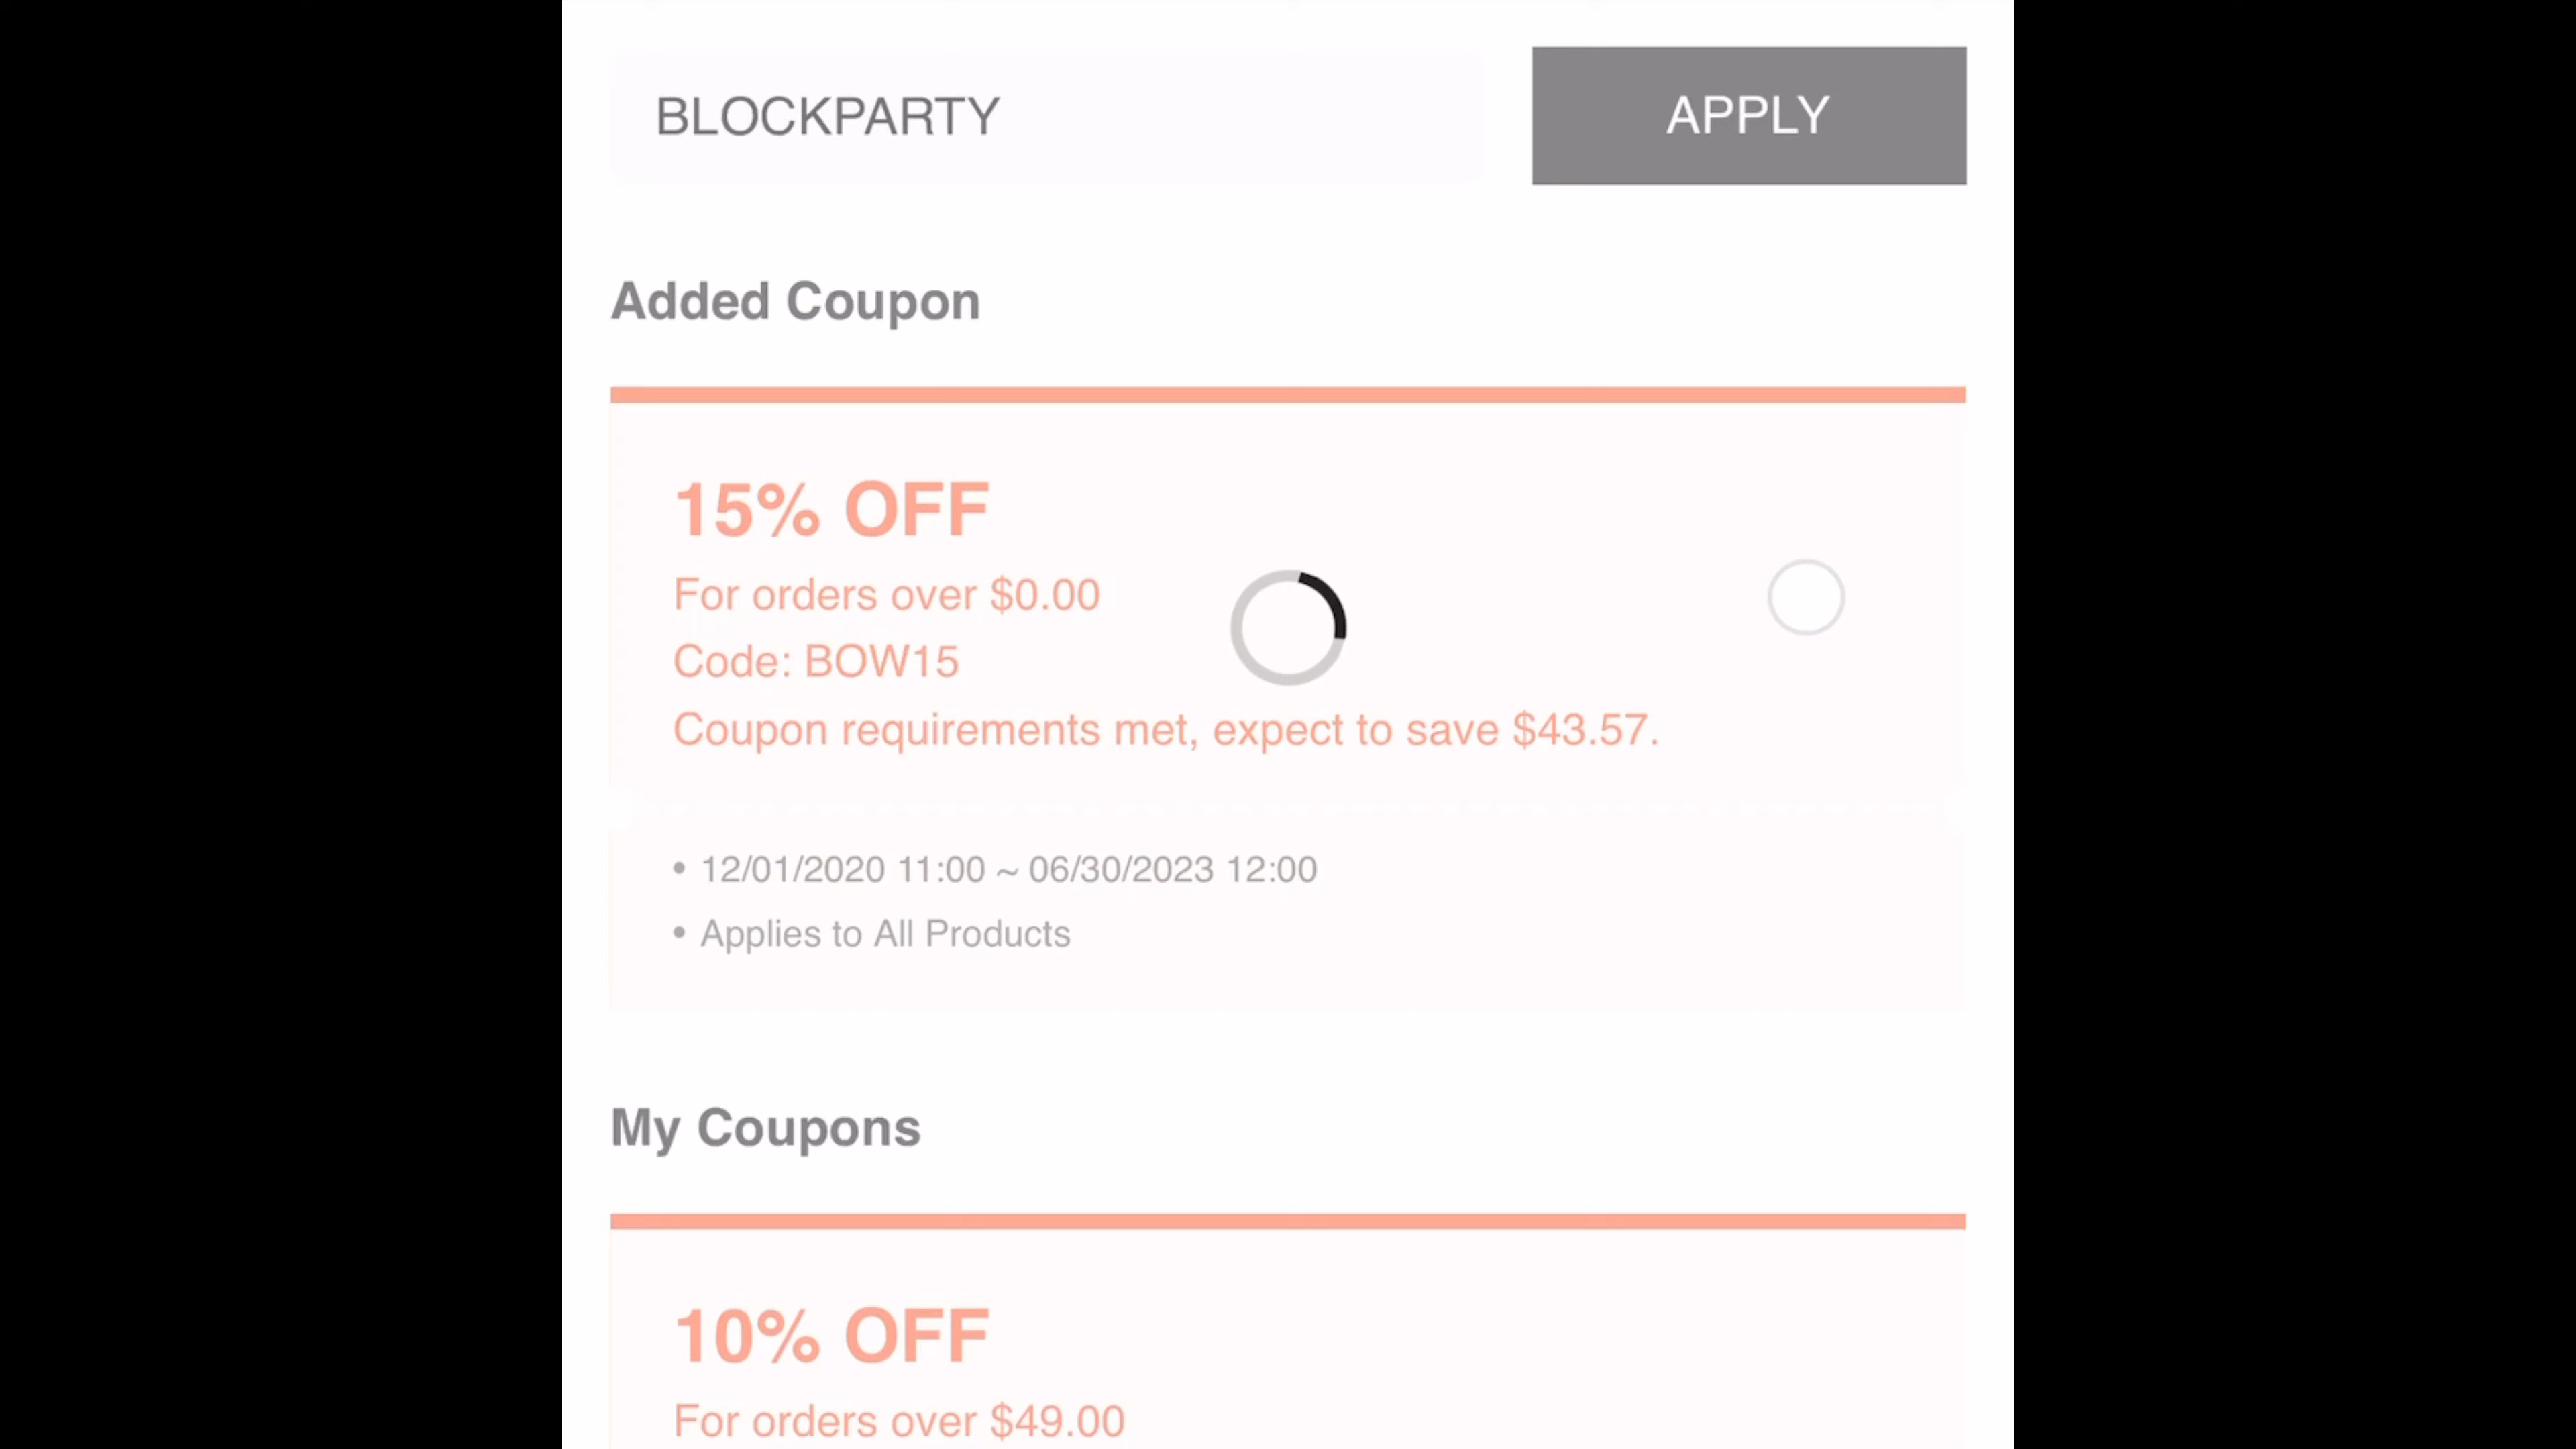 BLOCKPARTY
APPLY
Added Coupon
15% OFF
For orders over $0.00
Code: BOW15
Coupon requirements met, expect to save $43.57.
• 12/01/2020 11:00 ~ 06/30/2023 12:00
• Applies to All Products
My Coupons
10% OFF
For orders over $49.00